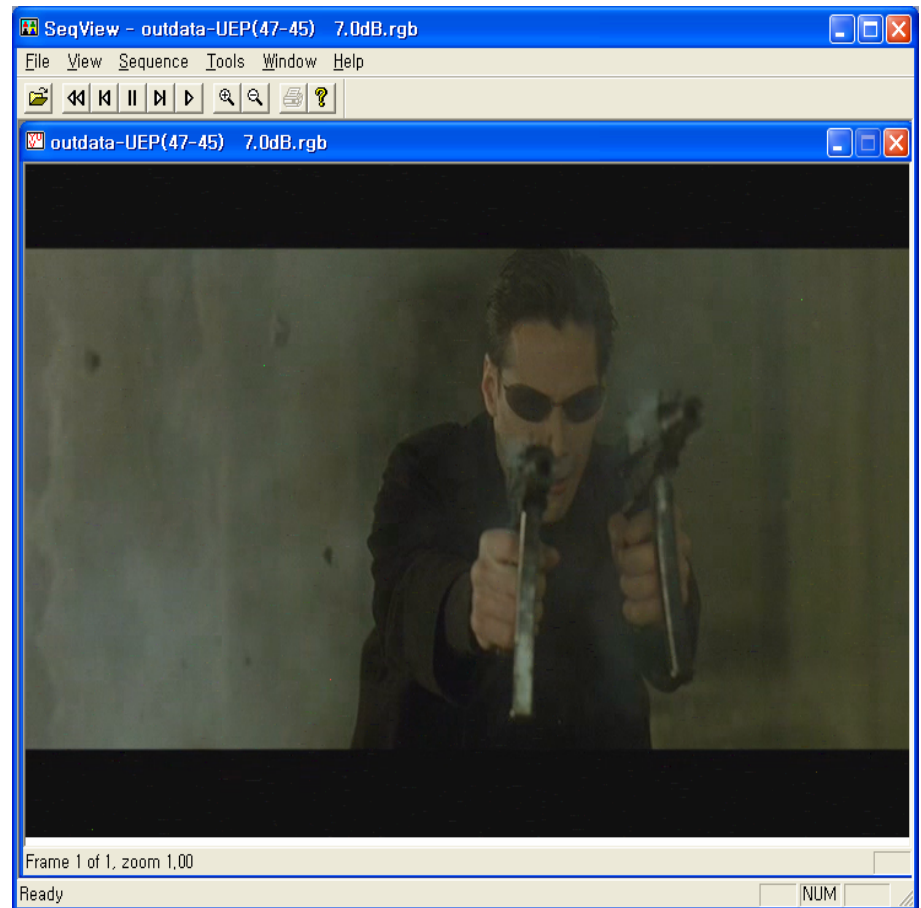 SeqView - outdata-UEP(47-45) 7.0dB.rgb
File View Sequence Tools Window Help
outdata-UEP(47-45) 7.0dB.rgb
Frame 1 of 1, zoom 1,00
Ready NUM